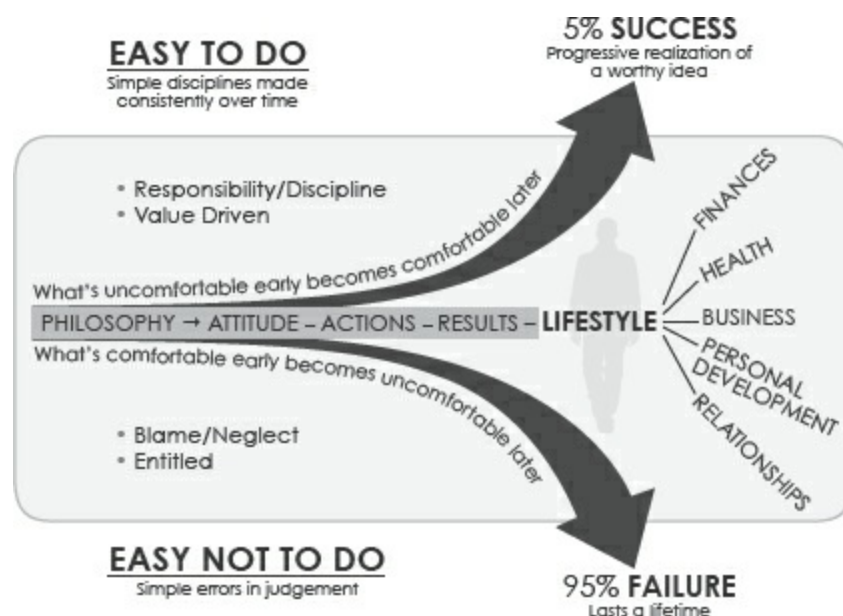 EASY TO DO
Simple disciplines made
consistently over time
5% SUCCESS
Progressive realization of
a worthy idea
• Responsibility/Discipline
• Value Driven
What's uncomfortable early becomes comfortable later
PHILOSOPHY → ATTITUDE – ACTIONS – RESULTS – LIFESTYLE
What's comfortable early becomes uncomfortable later
FINANCES
HEALTH
BUSINESS
PERSONAL
DEVELOPMENT
RELATIONSHIPS
• Blame/Neglect
• Entitled
EASY NOT TO DO
Simple errors in judgement
95% FAILURE
Lasts a lifetime